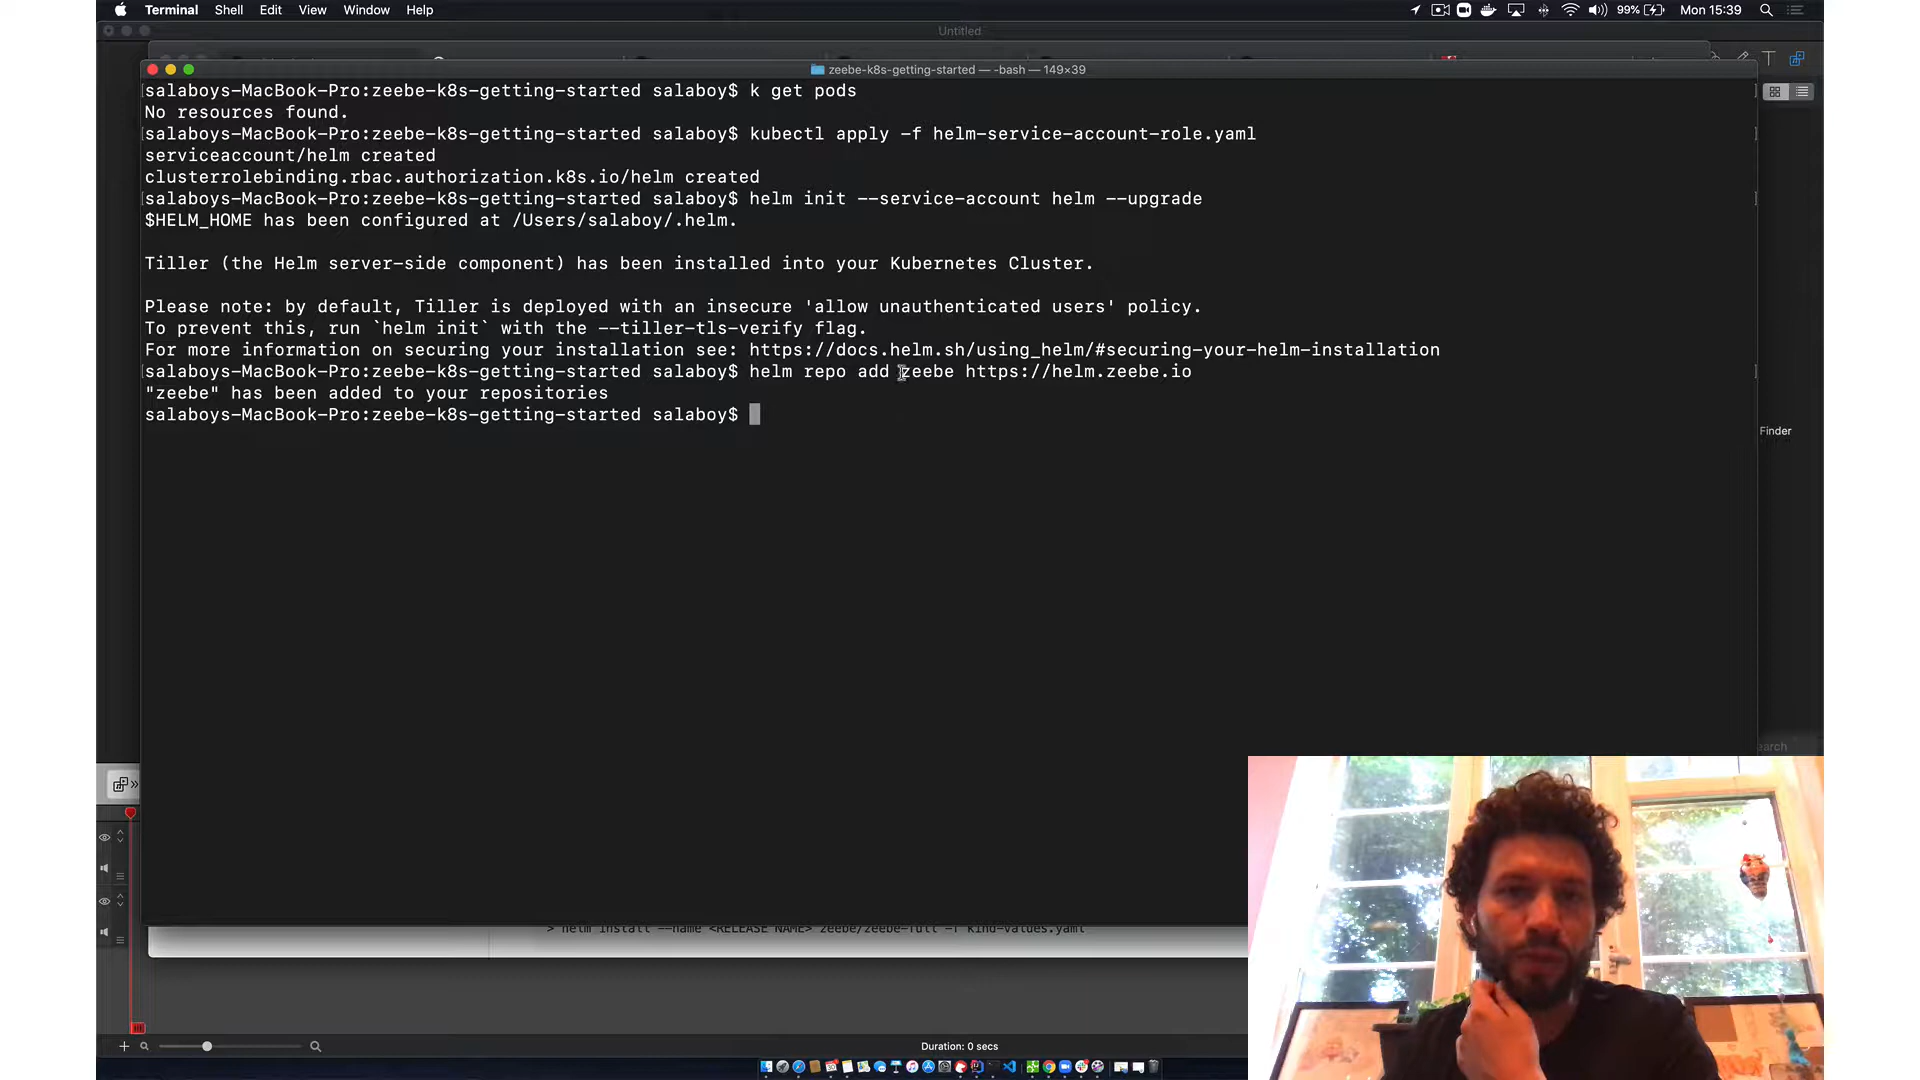 Terminal Shell Edit View Window Help
99% Mon 15:39
Untitled
zeebe-k8s-getting-started — -bash — 149×39
salaboys-MacBook-Pro:zeebe-k8s-getting-started salaboy$ k get pods
No resources found.
salaboys-MacBook-Pro:zeebe-k8s-getting-started salaboy$ kubectl apply -f helm-service-account-role.yaml
serviceaccount/helm created
clusterrolebinding.rbac.authorization.k8s.io/helm created
salaboys-MacBook-Pro:zeebe-k8s-getting-started salaboy$ helm init --service-account helm --upgrade
$HELM_HOME has been configured at /Users/salaboy/.helm.
Tiller (the Helm server-side component) has been installed into your Kubernetes Cluster.
Please note: by default, Tiller is deployed with an insecure 'allow unauthenticated users' policy.
To prevent this, run `helm init` with the --tiller-tls-verify flag.
For more information on securing your installation see: https://docs.helm.sh/using_helm/#securing-your-helm-installation
salaboys-MacBook-Pro:zeebe-k8s-getting-started salaboy$ helm repo add zeebe https://helm.zeebe.io
"zeebe" has been added to your repositories
salaboys-MacBook-Pro:zeebe-k8s-getting-started salaboy$
Finder
earch
> helm install --name <RELEASE NAME> zeebe/zeebe-full -f kind-values.yaml
Duration: 0 secs